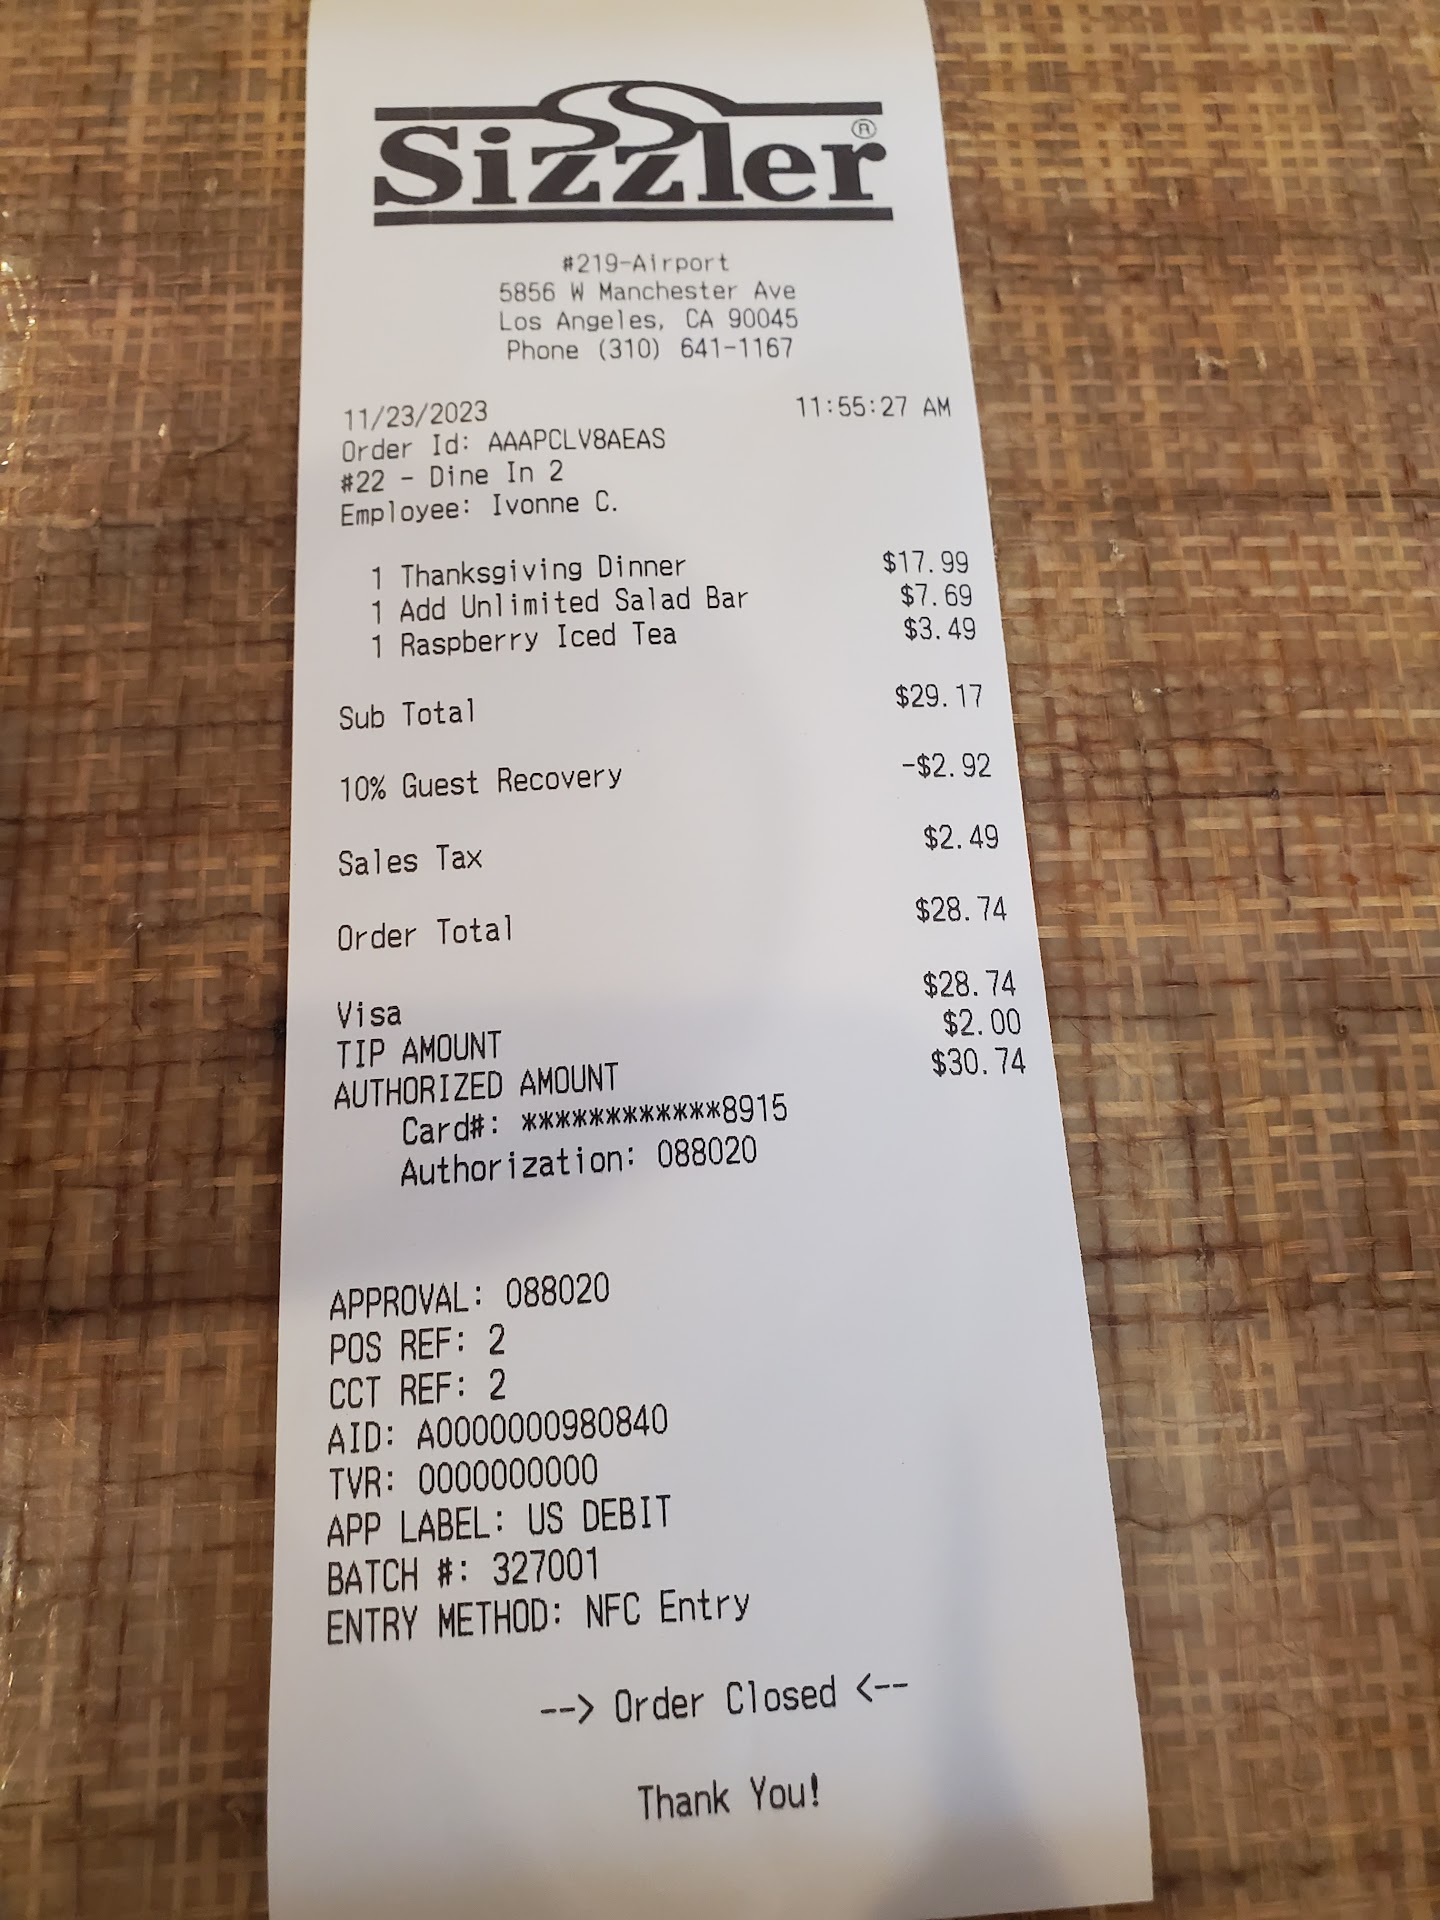 Sizzler®
#219-Airport
5856 W Manchester Ave
Los Angeles, CA 90045
Phone (310) 641-1167
11/23/2023 11:55:27 AM
Order Id: AAAPCLV8AEAS
#22 - Dine In 2
Employee: Ivonne C.
1 Thanksgiving Dinner $17.99
1 Add Unlimited Salad Bar $7.69
1 Raspberry Iced Tea $3.49
Sub Total $29.17
10% Guest Recovery -$2.92
Sales Tax $2.49
Order Total $28.74
Visa $28.74
TIP AMOUNT $2.00
AUTHORIZED AMOUNT $30.74
Card#: ************8915
Authorization: 088020
APPROVAL: 088020
POS REF: 2
CCT REF: 2
AID: A0000000980840
TVR: 0000000000
APP LABEL: US DEBIT
BATCH #: 327001
ENTRY METHOD: NFC Entry
--> Order Closed <--
Thank You!